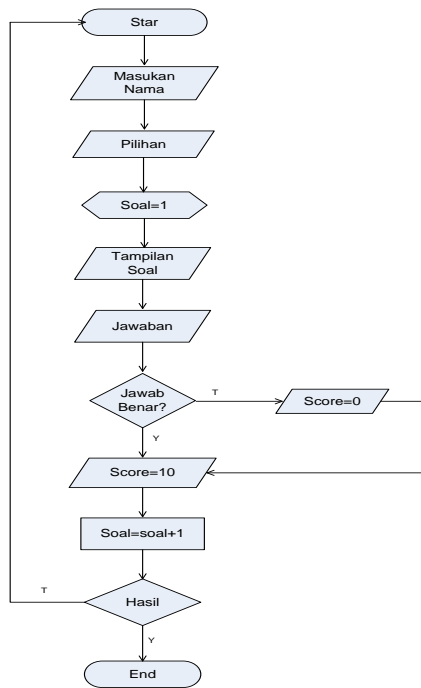 Star
Masukan
Nama
Pilihan
Soal=1
Tampilan
Soal
Jawaban
Jawab
Benar?
T
Score=0
Y
Score=10
Soal=soal+1
T
Hasil
Y
End